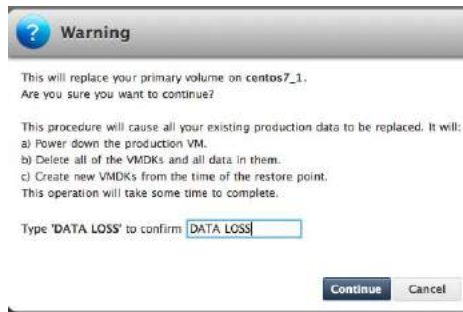 Warning
This will replace your primary volume on centos7_1.
Are you sure you want to continue?
This procedure will cause all your existing production data to be replaced. It will:
a) Power down the production VM.
b) Delete all of the VMDKs and all data in them.
c) Create new VMDKs from the time of the restore point.
This operation will take some time to complete.
Type 'DATA LOSS' to confirm DATA LOSS
Continue Cancel